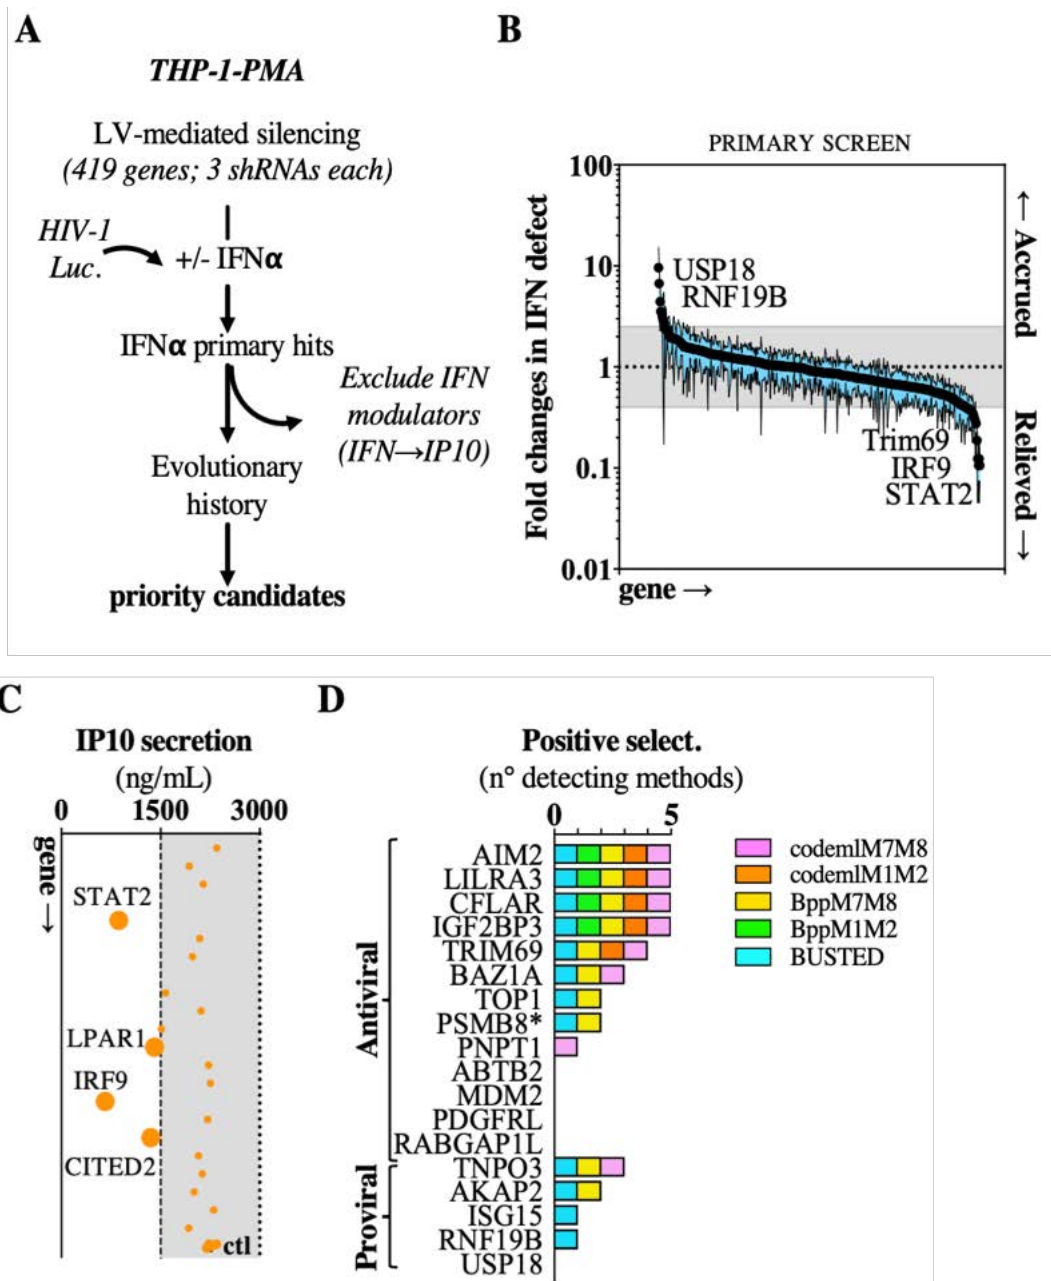 A
THP-1-PMA
LV-mediated silencing
(419 genes; 3 shRNAs each)
HIV-1
Luc.
+/- IFNα
IFNα primary hits
Exclude IFN
modulators
(IFN→IP10)
Evolutionary
history
priority candidates
B
PRIMARY SCREEN
Fold changes in IFN defect
100
10
1
0.1
0.01
USP18
RNF19B
Trim69
IRF9
STAT2
← Accrued
Relieved →
gene →
C
IP10 secretion
(ng/mL)
0 1500 3000
gene →
STAT2
LPAR1
IRF9
CITED2
ctl
D
Positive select.
(n° detecting methods)
0 5
Antiviral
AIM2
LILRA3
CFLAR
IGF2BP3
TRIM69
BAZ1A
TOP1
PSMB8*
PNPT1
ABTB2
MDM2
PDGFRL
RABGAP1L
Proviral
TNPO3
AKAP2
ISG15
RNF19B
USP18
codemlM7M8
codemlM1M2
BppM7M8
BppM1M2
BUSTED